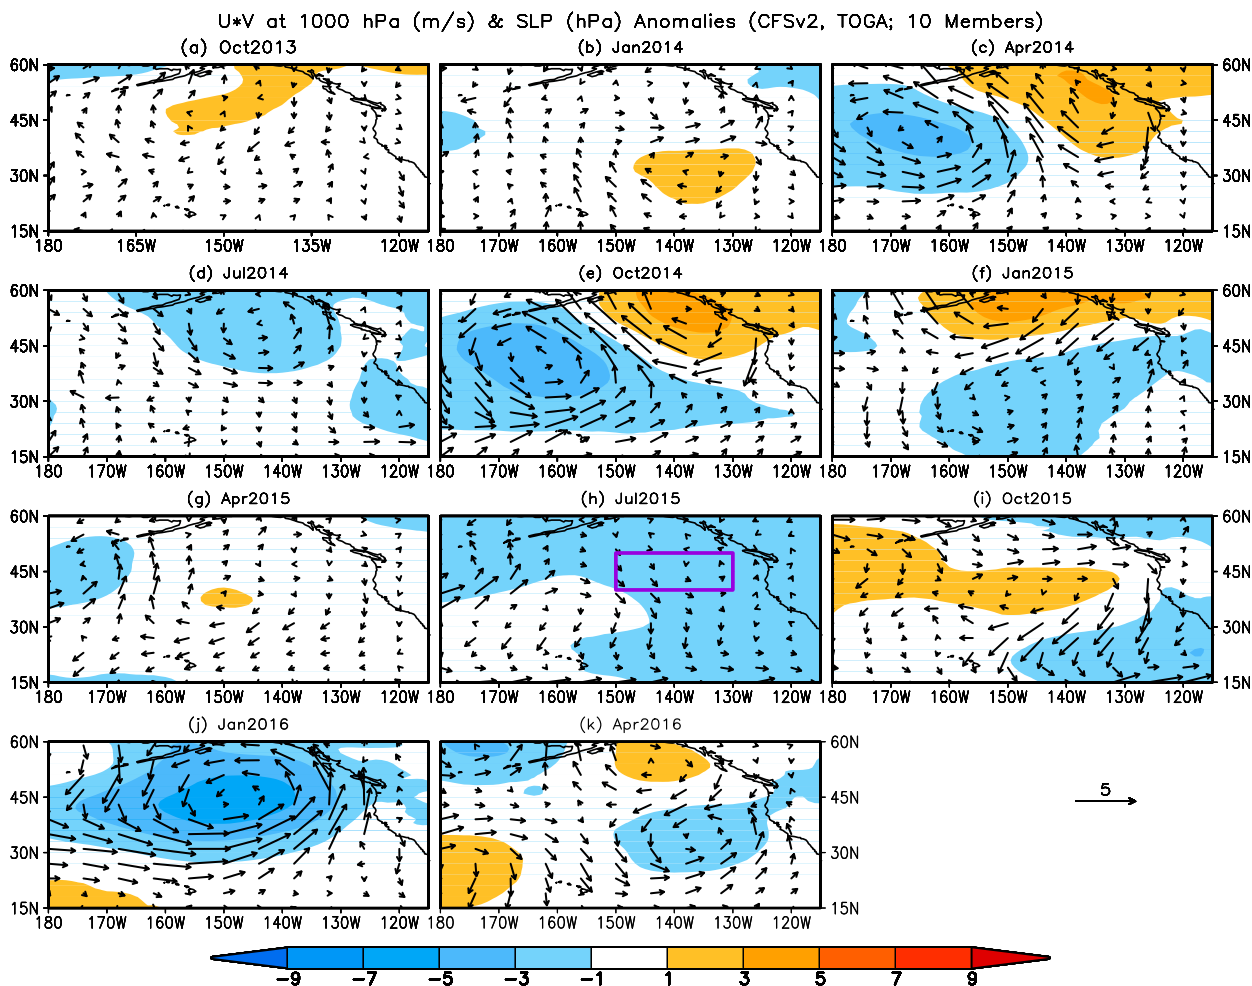 U*V at 1000 hPa (m/s) & SLP (hPa) Anomalies (CFSv2, TOGA; 10 Members)
(a) Oct2013 (b) Jan2014 (c) Apr2014
60N 60N
45N 45N
30N 30N
15N 15N
180 165W 150W 135W 120W 180 170W 160W 150W 140W 130W 120W 180 170W 160W 150W 140W 130W 120W
(d) Jul2014 (e) Oct2014 (f) Jan2015
60N 60N
45N 45N
30N 30N
15N 15N
180 170W 160W 150W 140W 130W 120W 180 170W 160W 150W 140W 130W 120W 180 170W 160W 150W 140W 130W 120W
(g) Apr2015 (h) Jul2015 (i) Oct2015
60N 60N
45N 45N
30N 30N
15N 15N
180 170W 160W 150W 140W 130W 120W 180 170W 160W 150W 140W 130W 120W 180 170W 160W 150W 140W 130W 120W
(j) Jan2016 (k) Apr2016
60N 60N
45N 45N
30N 30N
15N 15N
180 170W 160W 150W 140W 130W 120W 180 170W 160W 150W 140W 130W 120W
5
-9 -7 -5 -3 -1 1 3 5 7 9